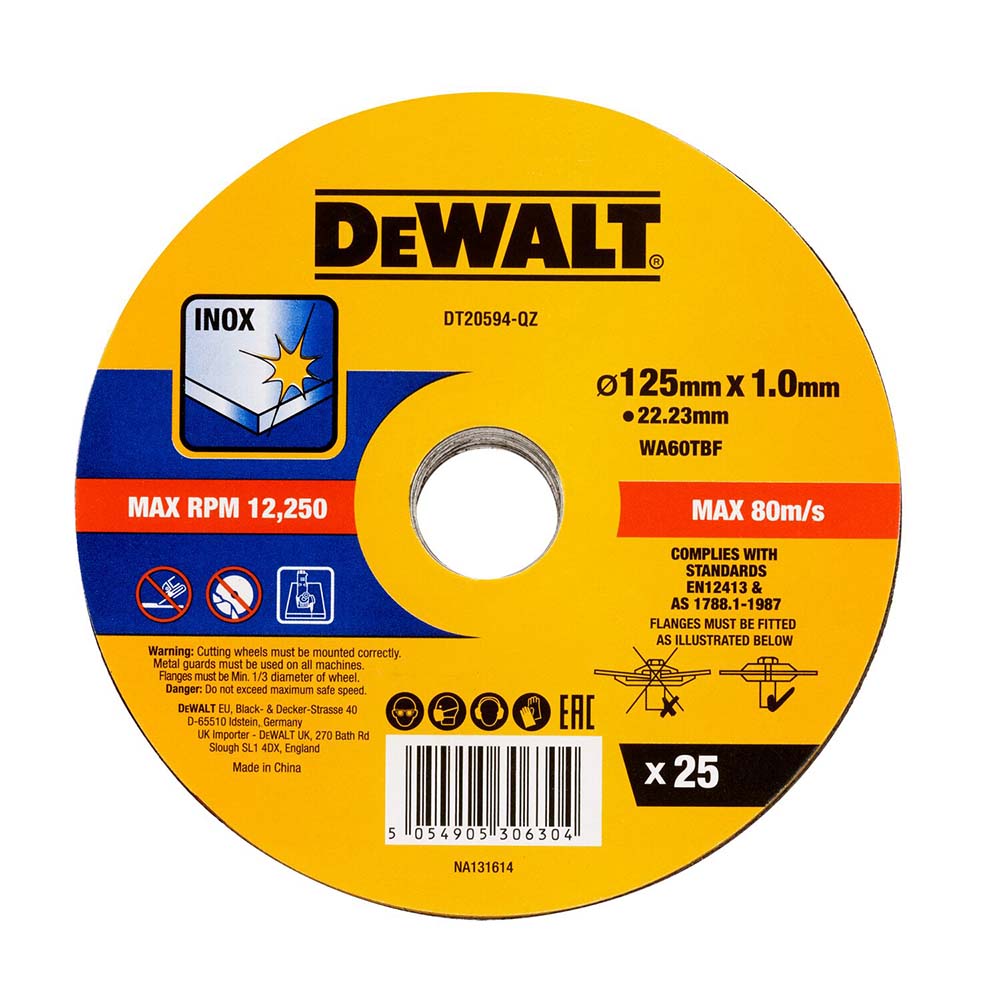 DEWALT®
DT20594-QZ
INOX
Ø125mm x 1.0mm
• 22.23mm
WA60TBF
MAX RPM 12,250
MAX 80m/s
COMPLIES WITH
STANDARDS
EN12413 &
AS 1788.1-1987
FLANGES MUST BE FITTED
AS ILLUSTRATED BELOW
Warning: Cutting wheels must be mounted correctly.
Metal guards must be used on all machines.
Flanges must be Min. 1/3 diameter of wheel.
Danger: Do not exceed maximum safe speed.
DEWALT EU, Black- & Decker-Strasse 40
D-65510 Idstein, Germany
UK Importer - DEWALT UK, 270 Bath Rd
Slough SL1 4DX, England
Made in China
EAC
x 25
5 054905 306304
NA131614